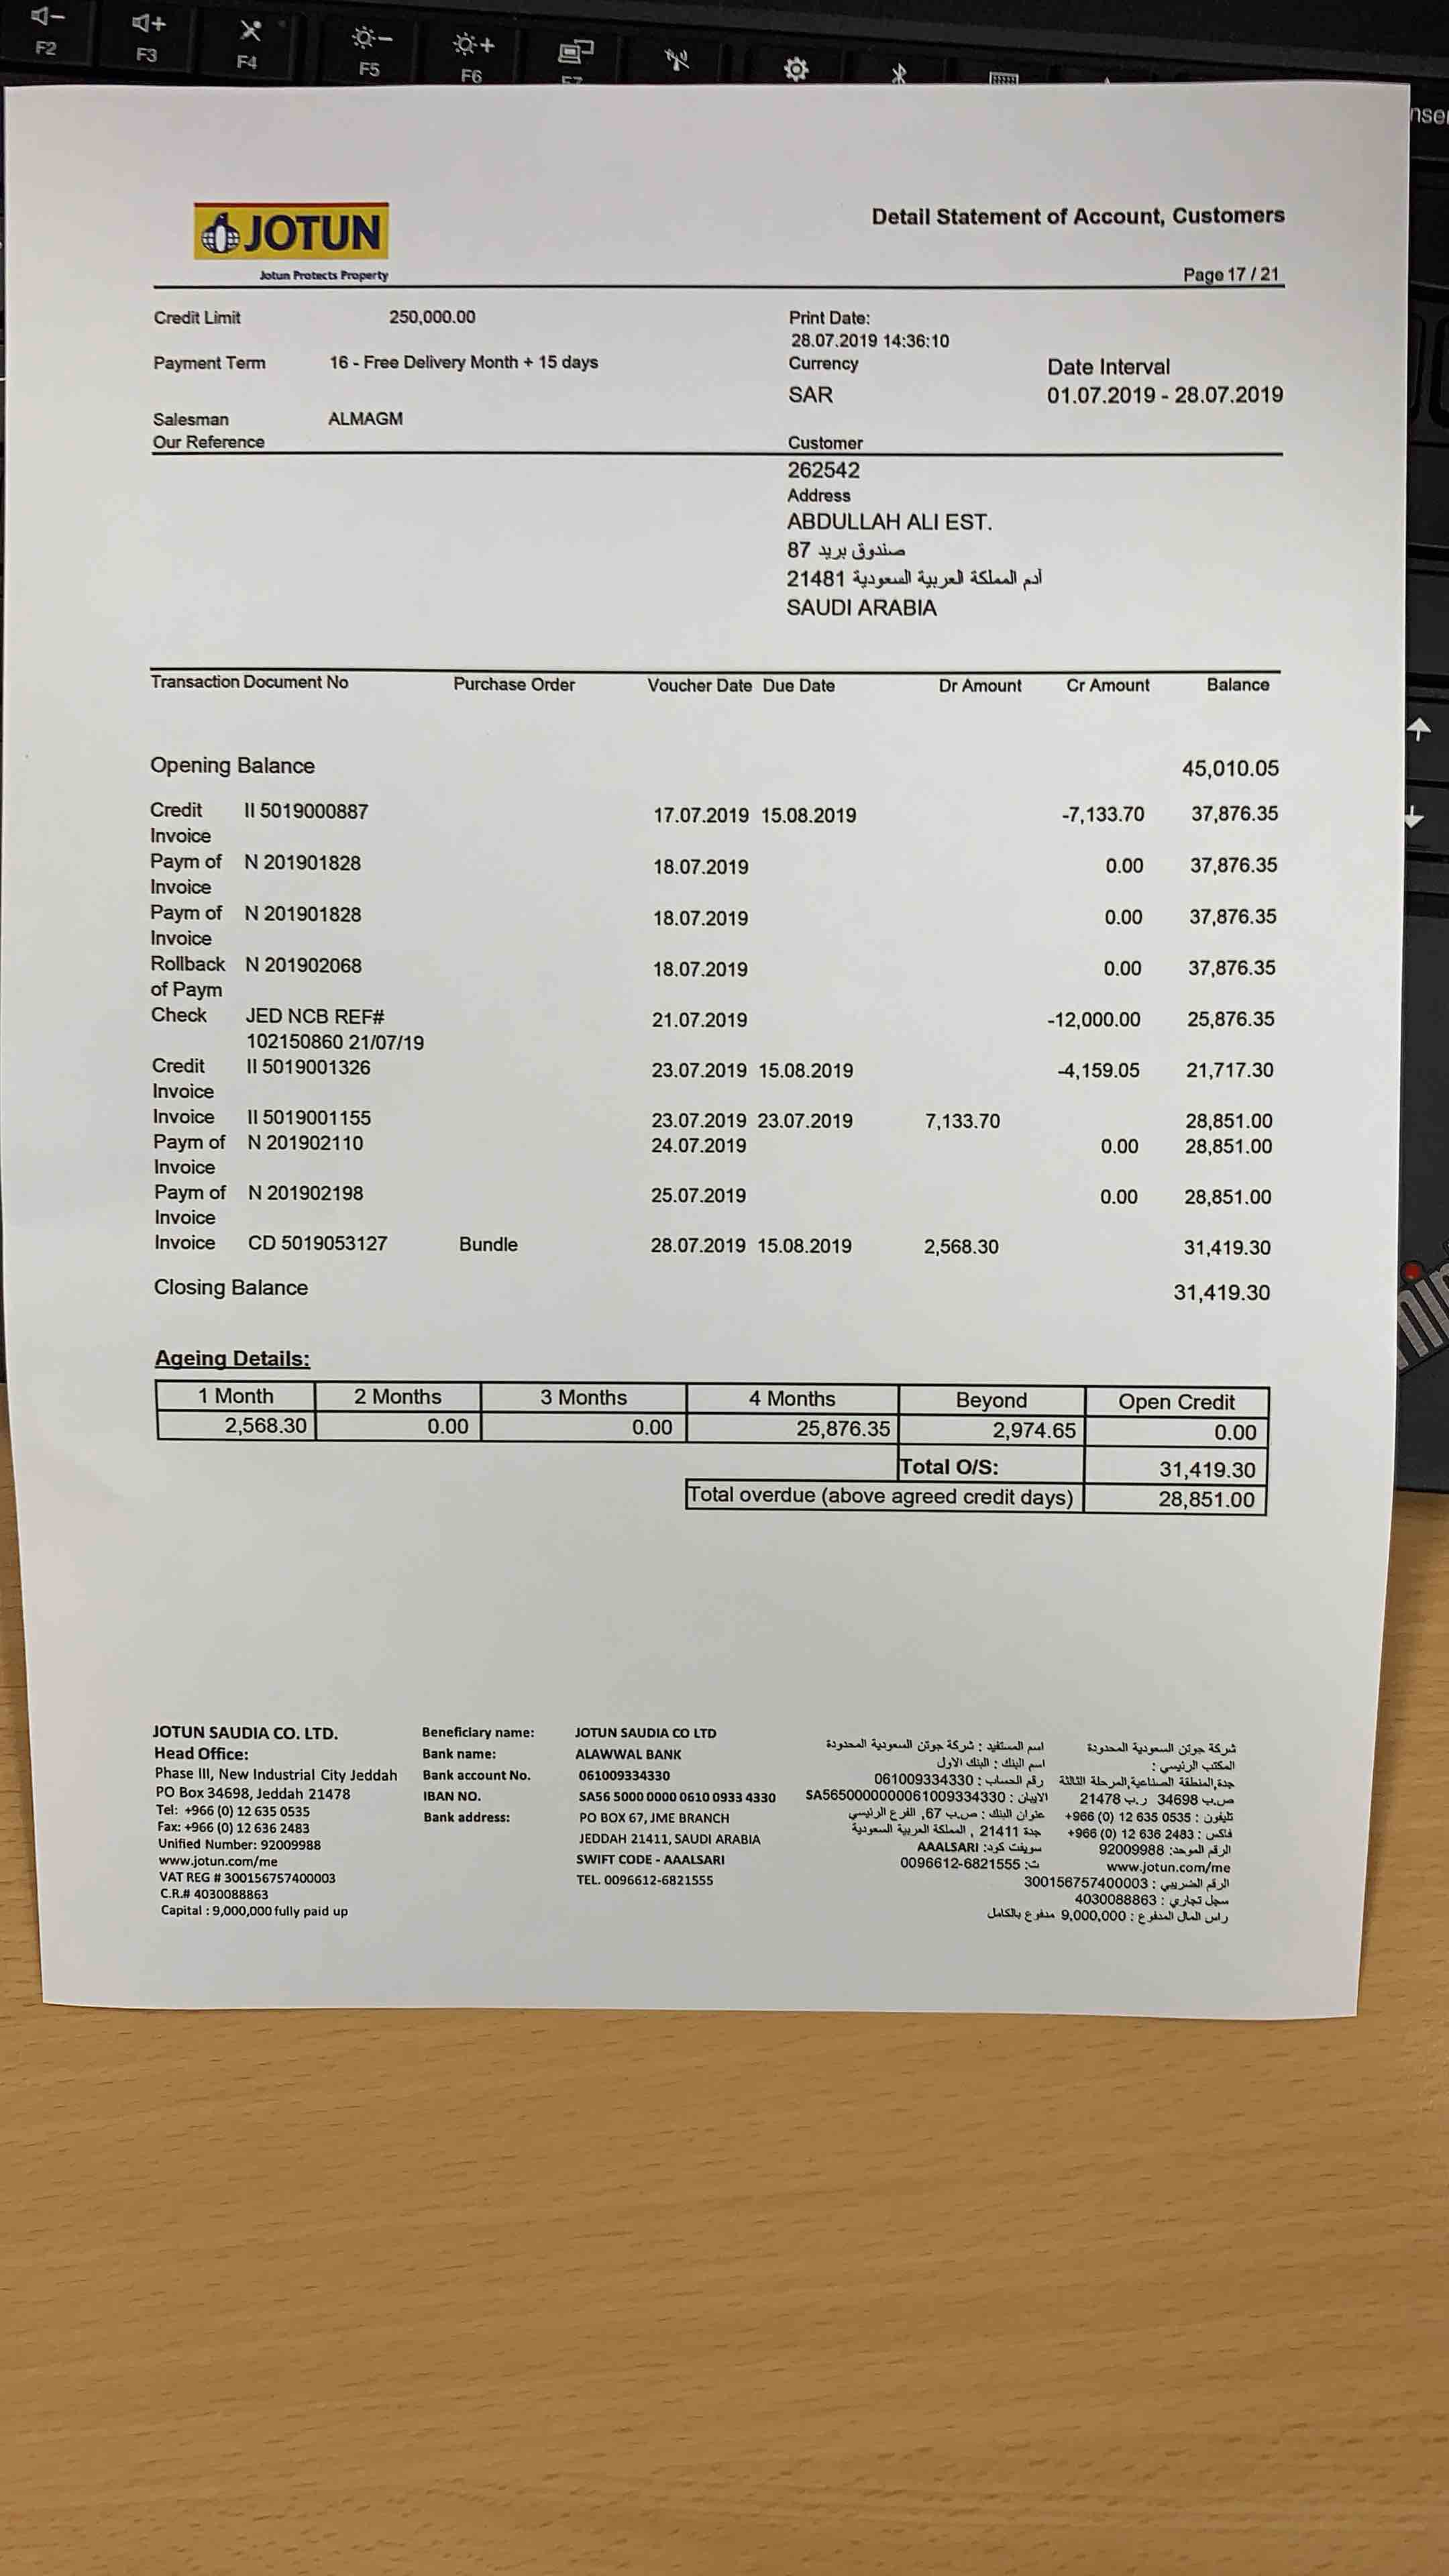 F2
F3
F4
F5
F6
JOTUN
Jotun Protects Property
Detail Statement of Account, Customers
Page 17 / 21
Credit Limit 250,000.00
Print Date:
28.07.2019 14:36:10
Payment Term 16 - Free Delivery Month + 15 days
Currency Date Interval
SAR 01.07.2019 - 28.07.2019
Salesman ALMAGM
Our Reference
Customer
262542
Address
ABDULLAH ALI EST.
صندوق بريد 87
آدم المملكة العربية السعودية 21481
SAUDI ARABIA
Transaction Document No Purchase Order Voucher Date Due Date Dr Amount Cr Amount Balance
Opening Balance 45,010.05
Credit II 5019000887 17.07.2019 15.08.2019 -7,133.70 37,876.35
Invoice
Paym of N 201901828 18.07.2019 0.00 37,876.35
Invoice
Paym of N 201901828 18.07.2019 0.00 37,876.35
Invoice
Rollback N 201902068 18.07.2019 0.00 37,876.35
of Paym
Check JED NCB REF# 21.07.2019 -12,000.00 25,876.35
102150860 21/07/19
Credit II 5019001326 23.07.2019 15.08.2019 -4,159.05 21,717.30
Invoice
Invoice II 5019001155 23.07.2019 23.07.2019 7,133.70 28,851.00
Paym of N 201902110 24.07.2019 0.00 28,851.00
Invoice
Paym of N 201902198 25.07.2019 0.00 28,851.00
Invoice
Invoice CD 5019053127 Bundle 28.07.2019 15.08.2019 2,568.30 31,419.30
Closing Balance 31,419.30
Ageing Details:
1 Month 2 Months 3 Months 4 Months Beyond Open Credit
2,568.30 0.00 0.00 25,876.35 2,974.65 0.00
Total O/S: 31,419.30
Total overdue (above agreed credit days) 28,851.00
JOTUN SAUDIA CO. LTD.
Head Office:
Phase III, New Industrial City Jeddah
PO Box 34698, Jeddah 21478
Tel: +966 (0) 12 635 0535
Fax: +966 (0) 12 636 2483
Unified Number: 92009988
www.jotun.com/me
VAT REG # 300156757400003
C.R.# 4030088863
Capital : 9,000,000 fully paid up
Beneficiary name: JOTUN SAUDIA CO LTD
Bank name: ALAWWAL BANK
Bank account No. 061009334330
IBAN NO. SA56 5000 0000 0610 0933 4330
Bank address: PO BOX 67, JME BRANCH
JEDDAH 21411, SAUDI ARABIA
SWIFT CODE - AAALSARI
TEL. 0096612-6821555
اسم المستفيد : شركة جوتن السعودية المحدودة
اسم البنك : البنك الاول
رقم الحساب : 061009334330
الايبان : SA5650000000061009334330
عنوان البنك : ص.ب 67, الفرع الرئيسي
جدة 21411 , المملكة العربية السعودية
سويفت كود: AAALSARI
ت: 0096612-6821555
شركة جوتن السعودية المحدودة
المكتب الرئيسي :
جدة,المنطقة الصناعية,المرحلة الثالثة
ص.ب 34698 ر.ب 21478
تليفون : 0535 635 12 (0) 966+
فاكس : 2483 636 12 (0) 966+
الرقم الموحد: 92009988
www.jotun.com/me
الرقم الضريبي : 300156757400003
سجل تجاري : 4030088863
راس المال المدفوع : 9,000,000 مدفوع بالكامل